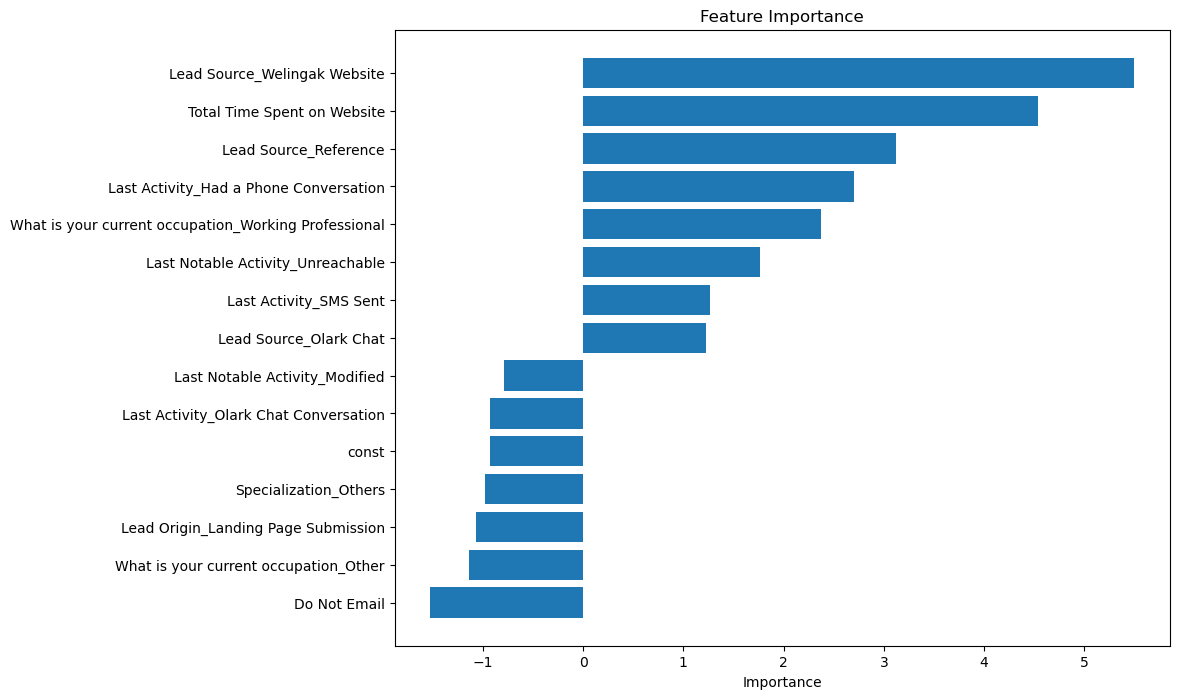 Feature Importance
Lead Source_Welingak Website
Total Time Spent on Website
Lead Source_Reference
Last Activity_Had a Phone Conversation
What is your current occupation_Working Professional
Last Notable Activity_Unreachable
Last Activity_SMS Sent
Lead Source_Olark Chat
Last Notable Activity_Modified
Last Activity_Olark Chat Conversation
const
Specialization_Others
Lead Origin_Landing Page Submission
What is your current occupation_Other
Do Not Email
−1 0 1 2 3 4 5
Importance